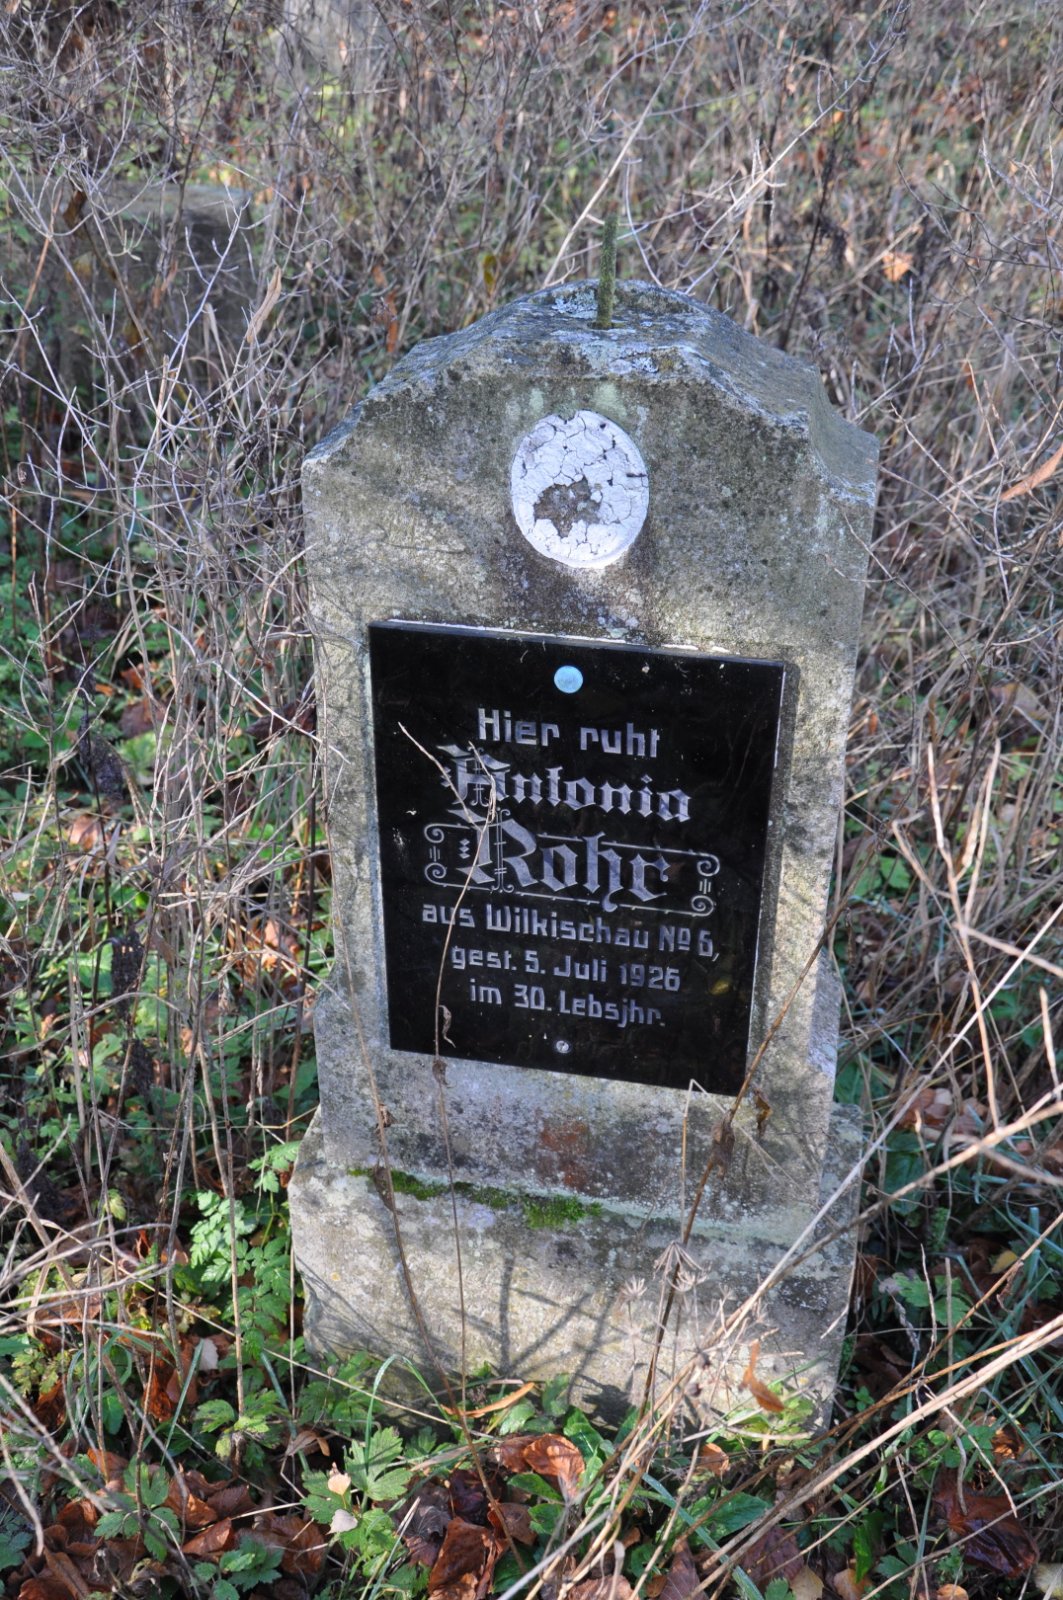 Hier ruht
Antonia
Rohr
aus Wilkischau No 6,
gest. 5. Juli 1926
im 30. Lebsjhr.